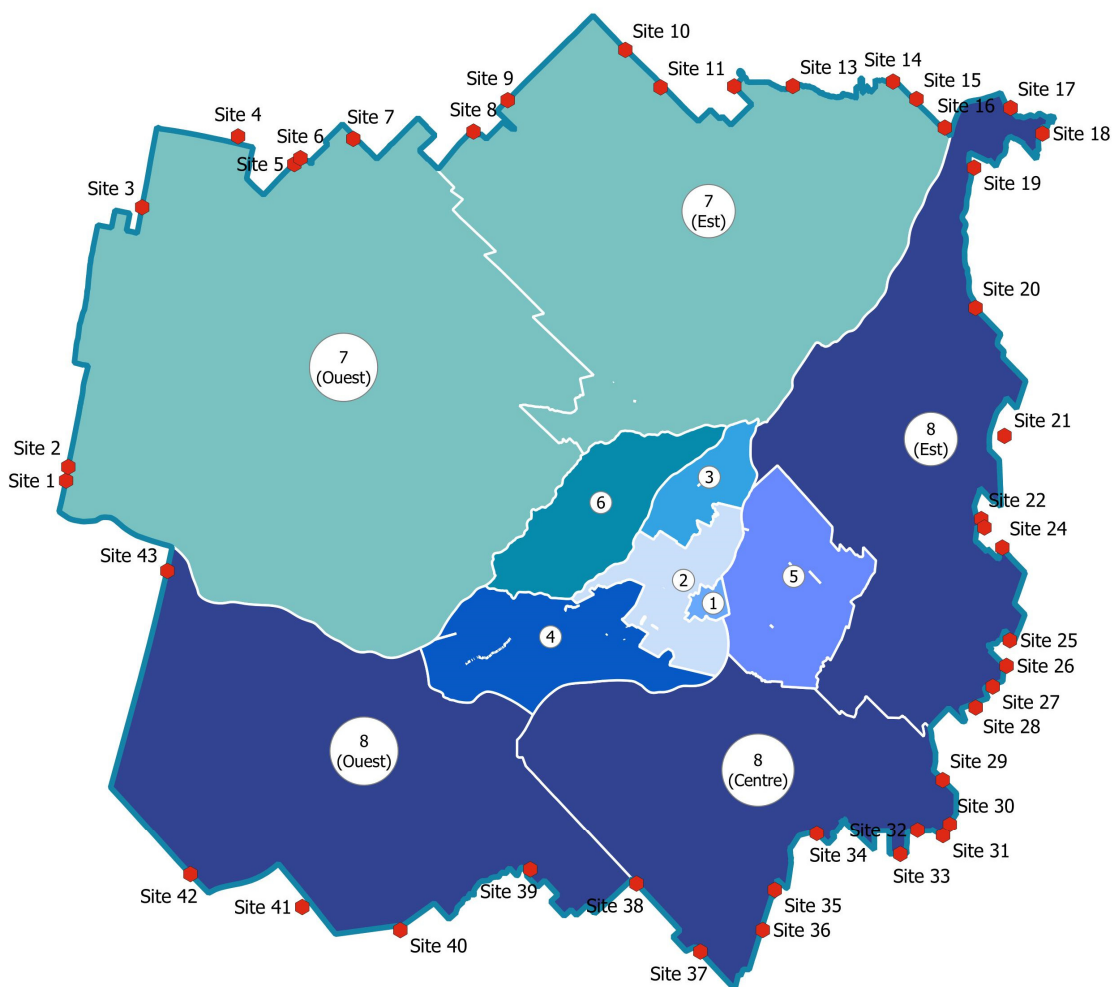 Site 10
Site 14
Site 9
Site 11
Site 13
Site 15
Site 17
Site 4
Site 6
Site 7
Site 8
Site 16
Site 18
Site 5
Site 19
Site 3
7
(Est)
Site 20
7
(Ouest)
8
(Est)
Site 21
Site 2
Site 1
3
6
Site 22
Site 24
Site 43
2
5
1
4
Site 25
Site 26
Site 27
Site 28
8
(Ouest)
8
(Centre)
Site 29
Site 30
Site 32
Site 31
Site 34
Site 33
Site 42
Site 39
Site 38
Site 35
Site 41
Site 36
Site 40
Site 37